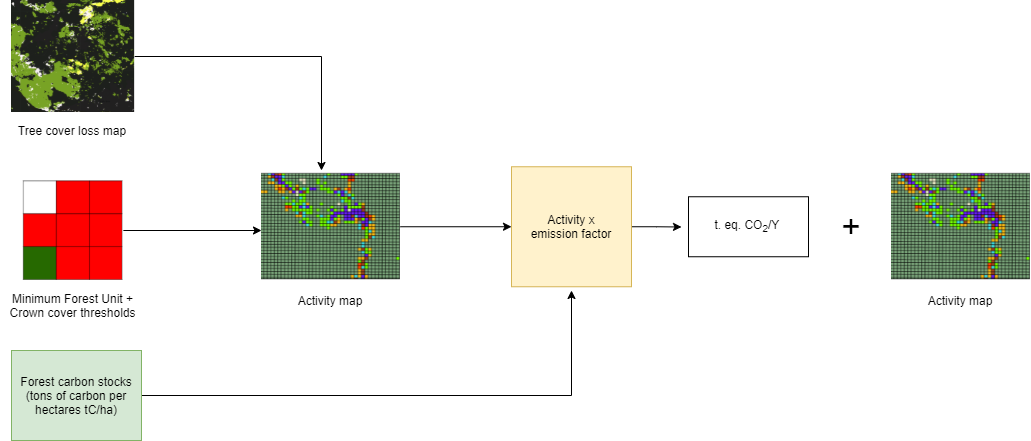 Tree cover loss map
Minimum Forest Unit +
Crown cover thresholds
Activity map
Activity x
emission factor
t. eq. CO₂/Y
+
Activity map
Forest carbon stocks
(tons of carbon per
hectares tC/ha)